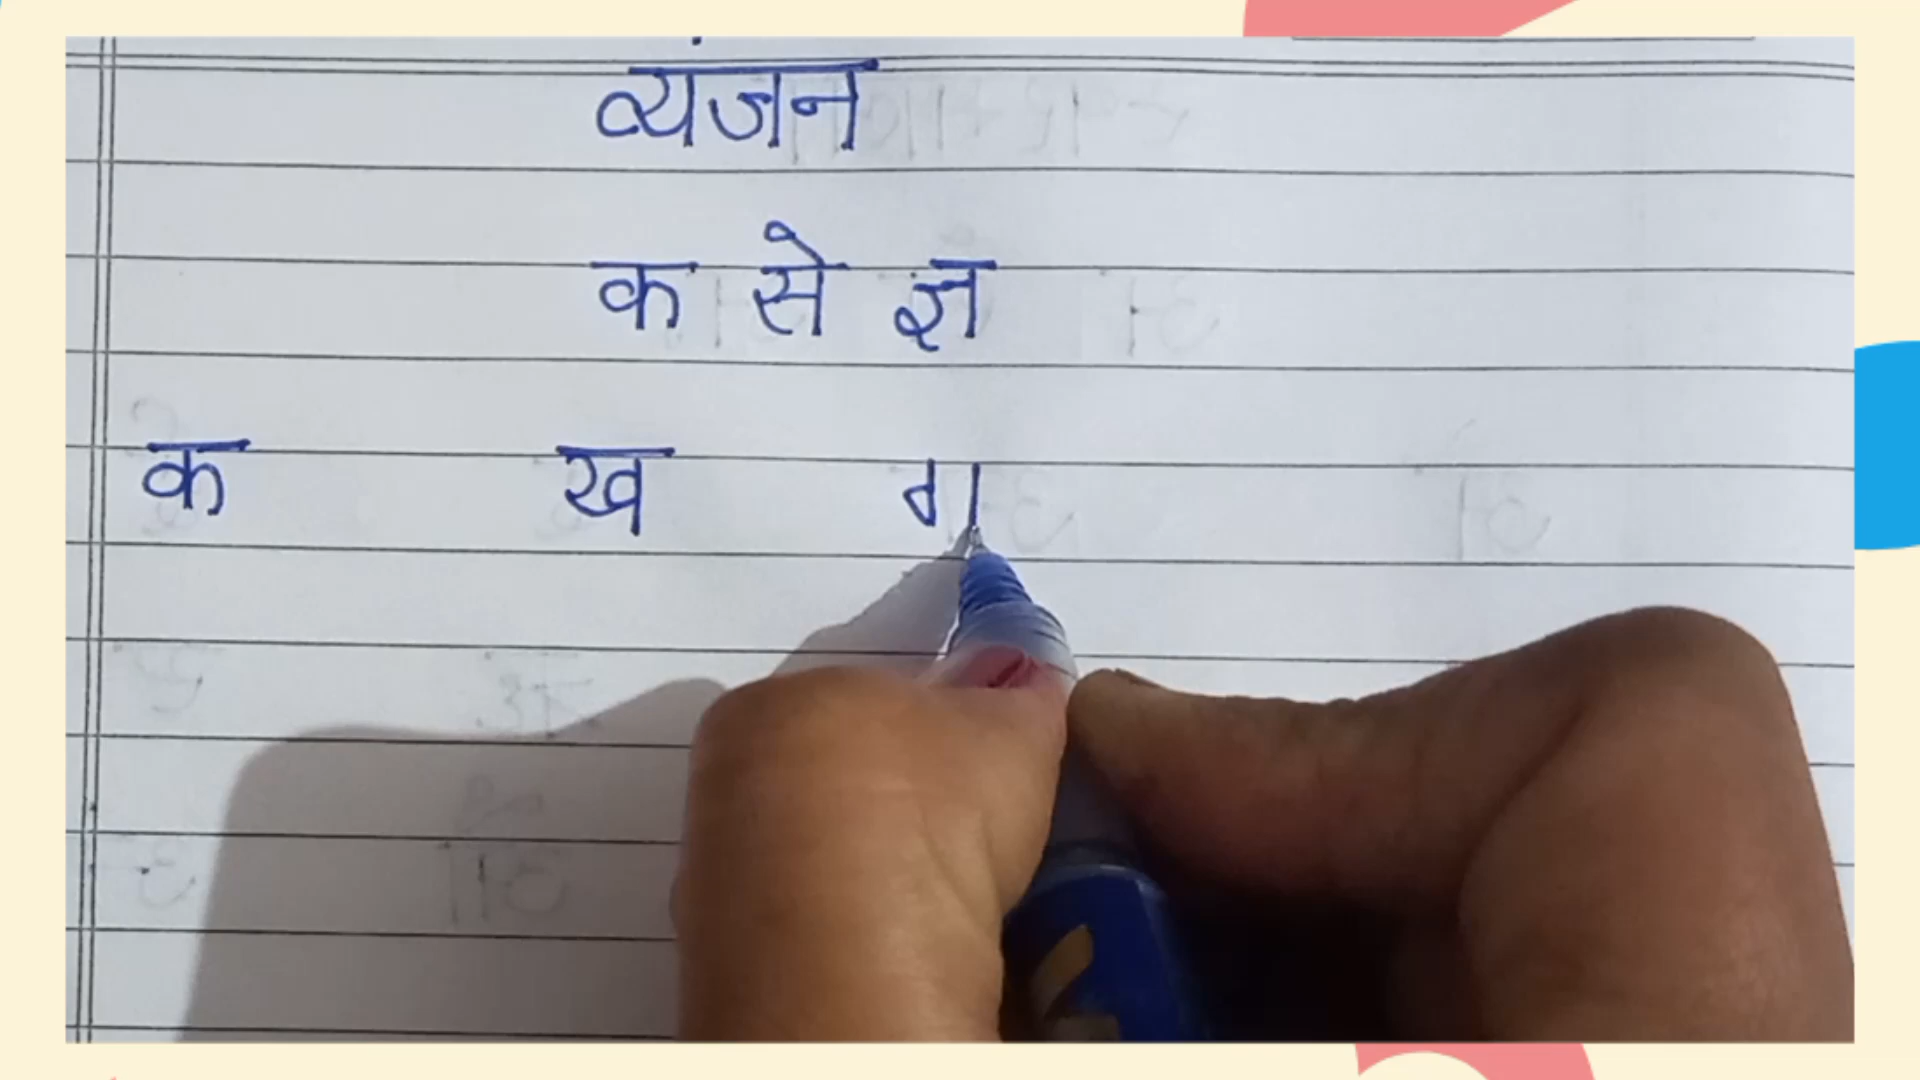 व्यंजन
क से ज्ञ
क ख ग